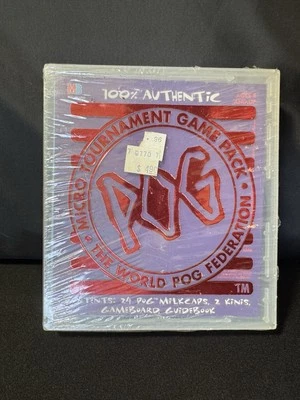 100% AUTHENTIC
MICRO TOURNAMENT GAME PACK
POG
THE WORLD POG FEDERATION
TM
TENTS: 24 POG MILKCAPS, 2 KINIS,
GAMEBOARD, GUIDEBOOK